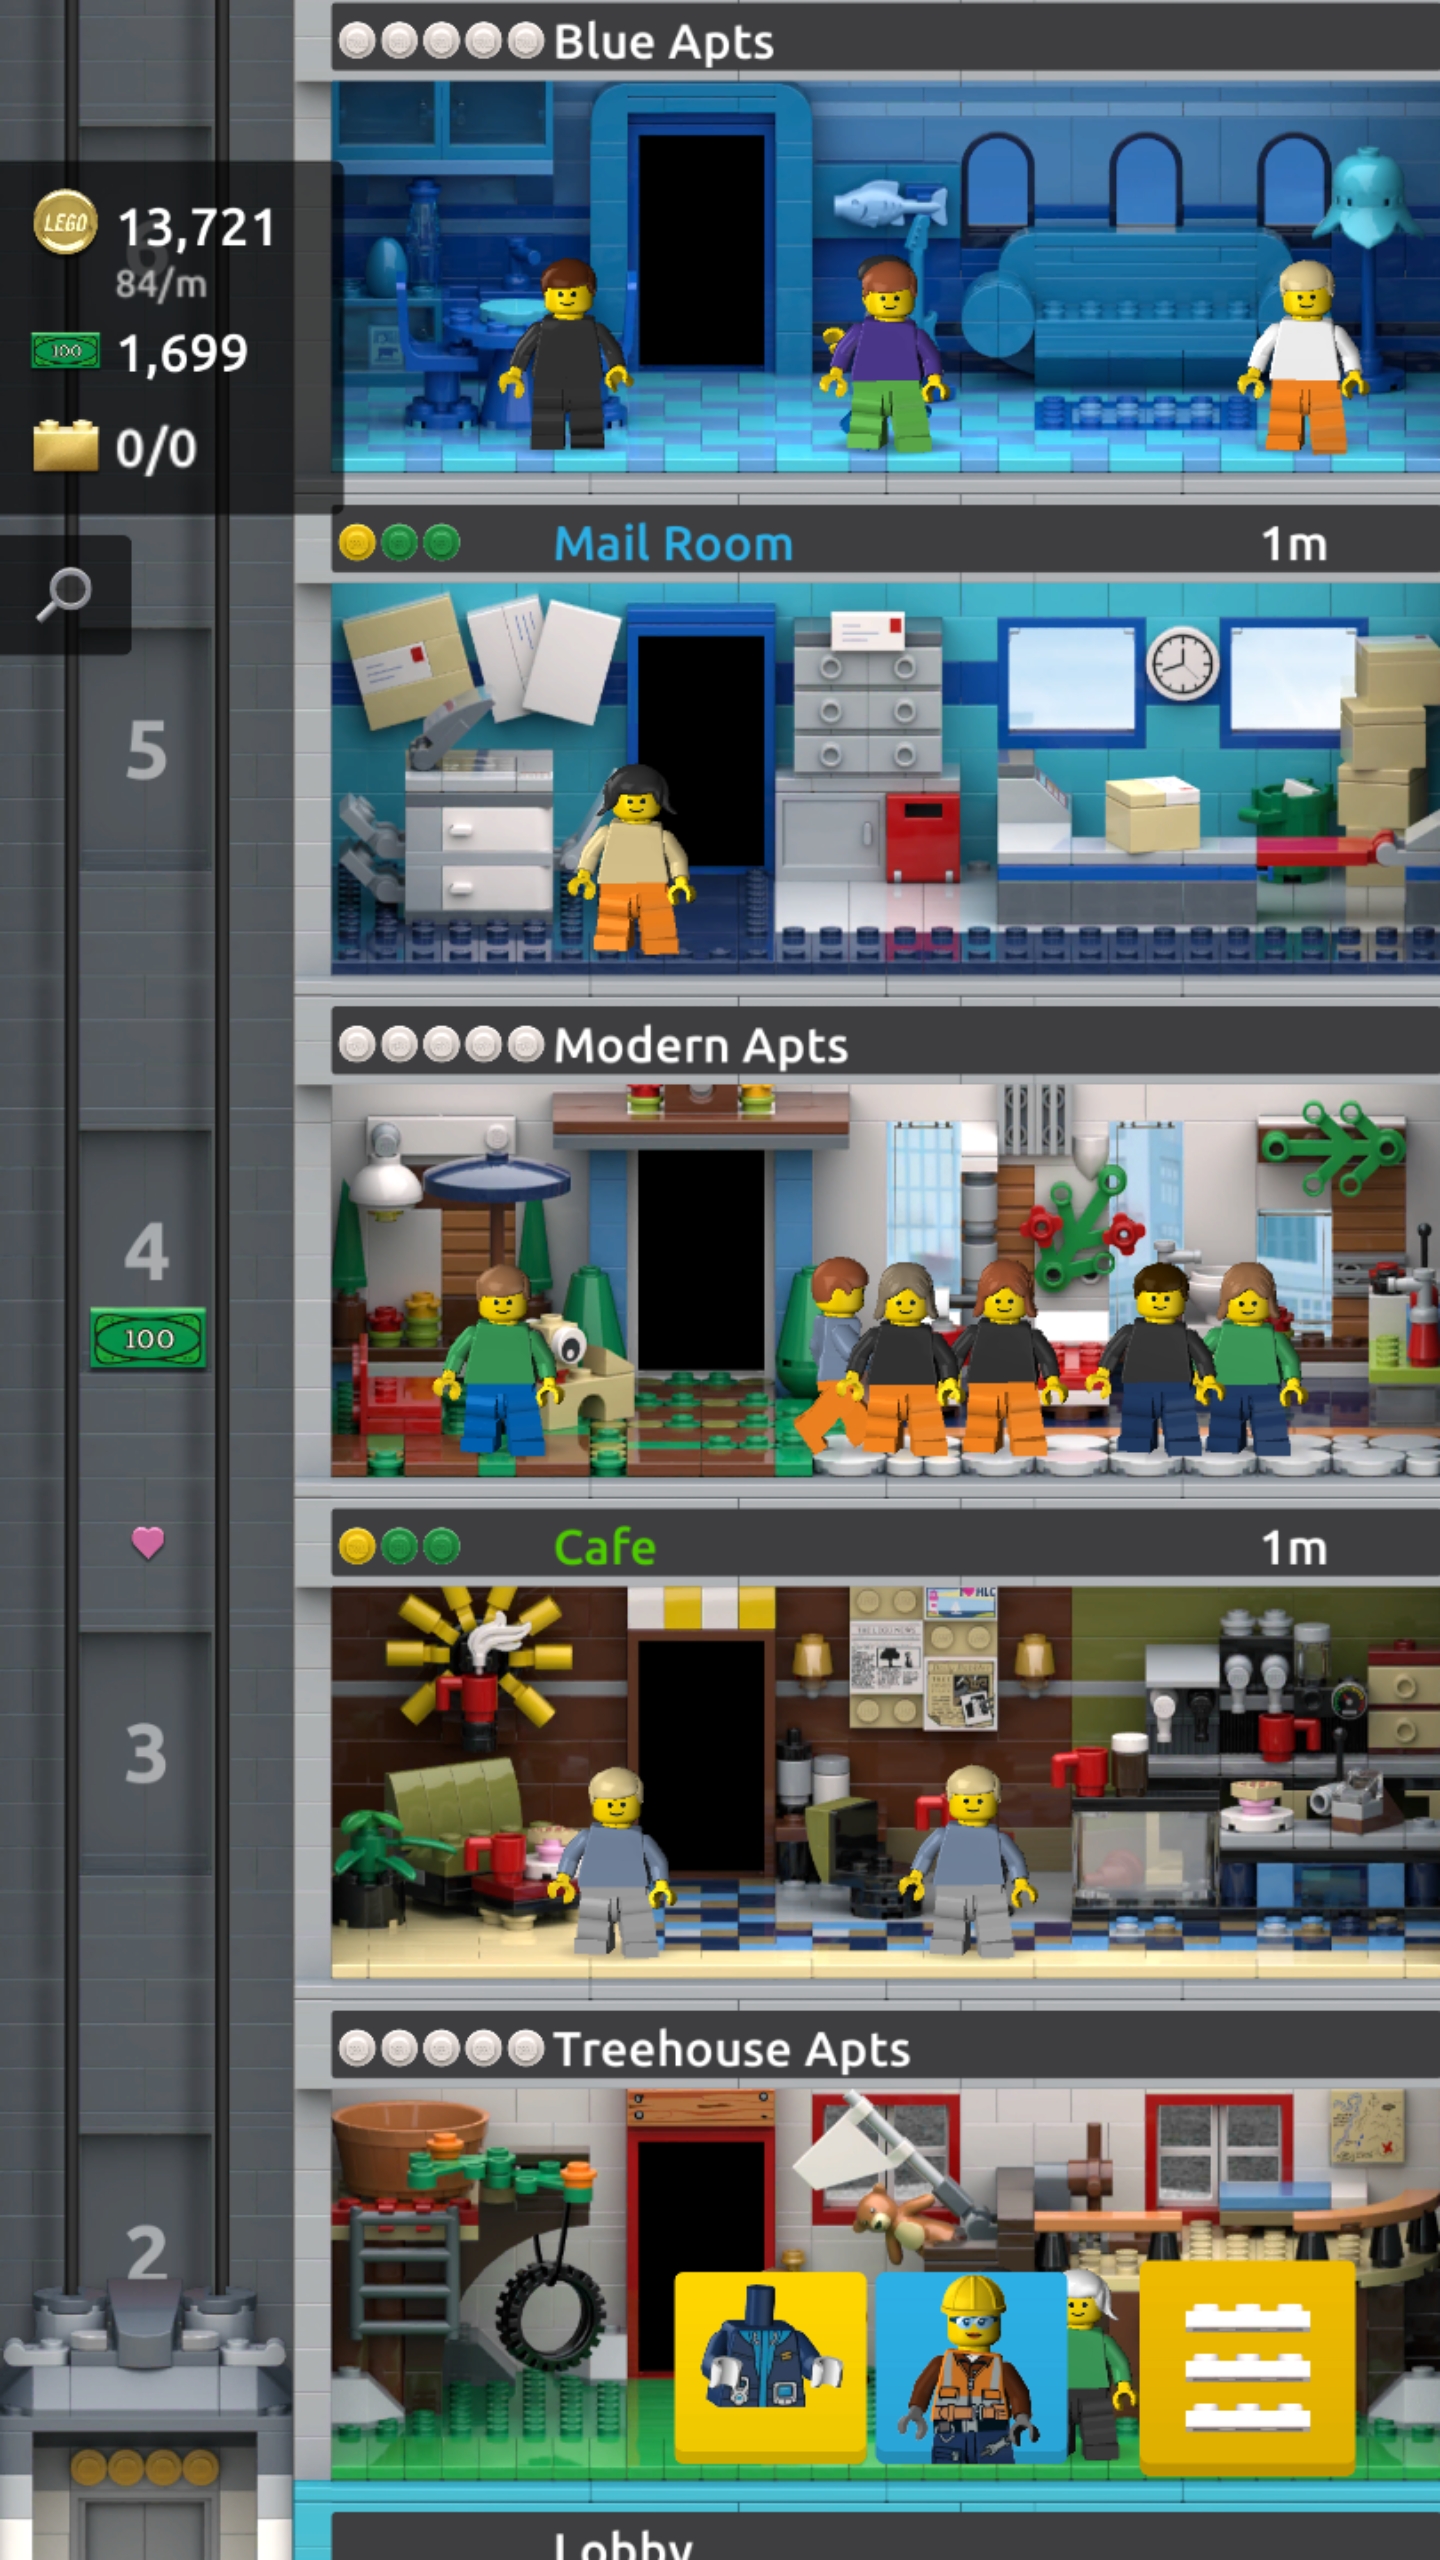 Blue Apts
LEGO 13,721
84/m
100 1,699
0/0
Mail Room 1m
5
Modern Apts
4
100
Cafe 1m
3
Treehouse Apts
2
Lobby